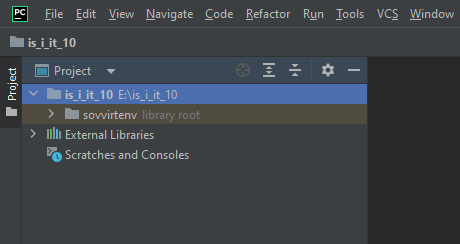 PC File Edit View Navigate Code Refactor Run Tools VCS Window
is_i_it_10
Project
Project
is_i_it_10 E:\is_i_it_10
sovvirtenv library root
External Libraries
Scratches and Consoles